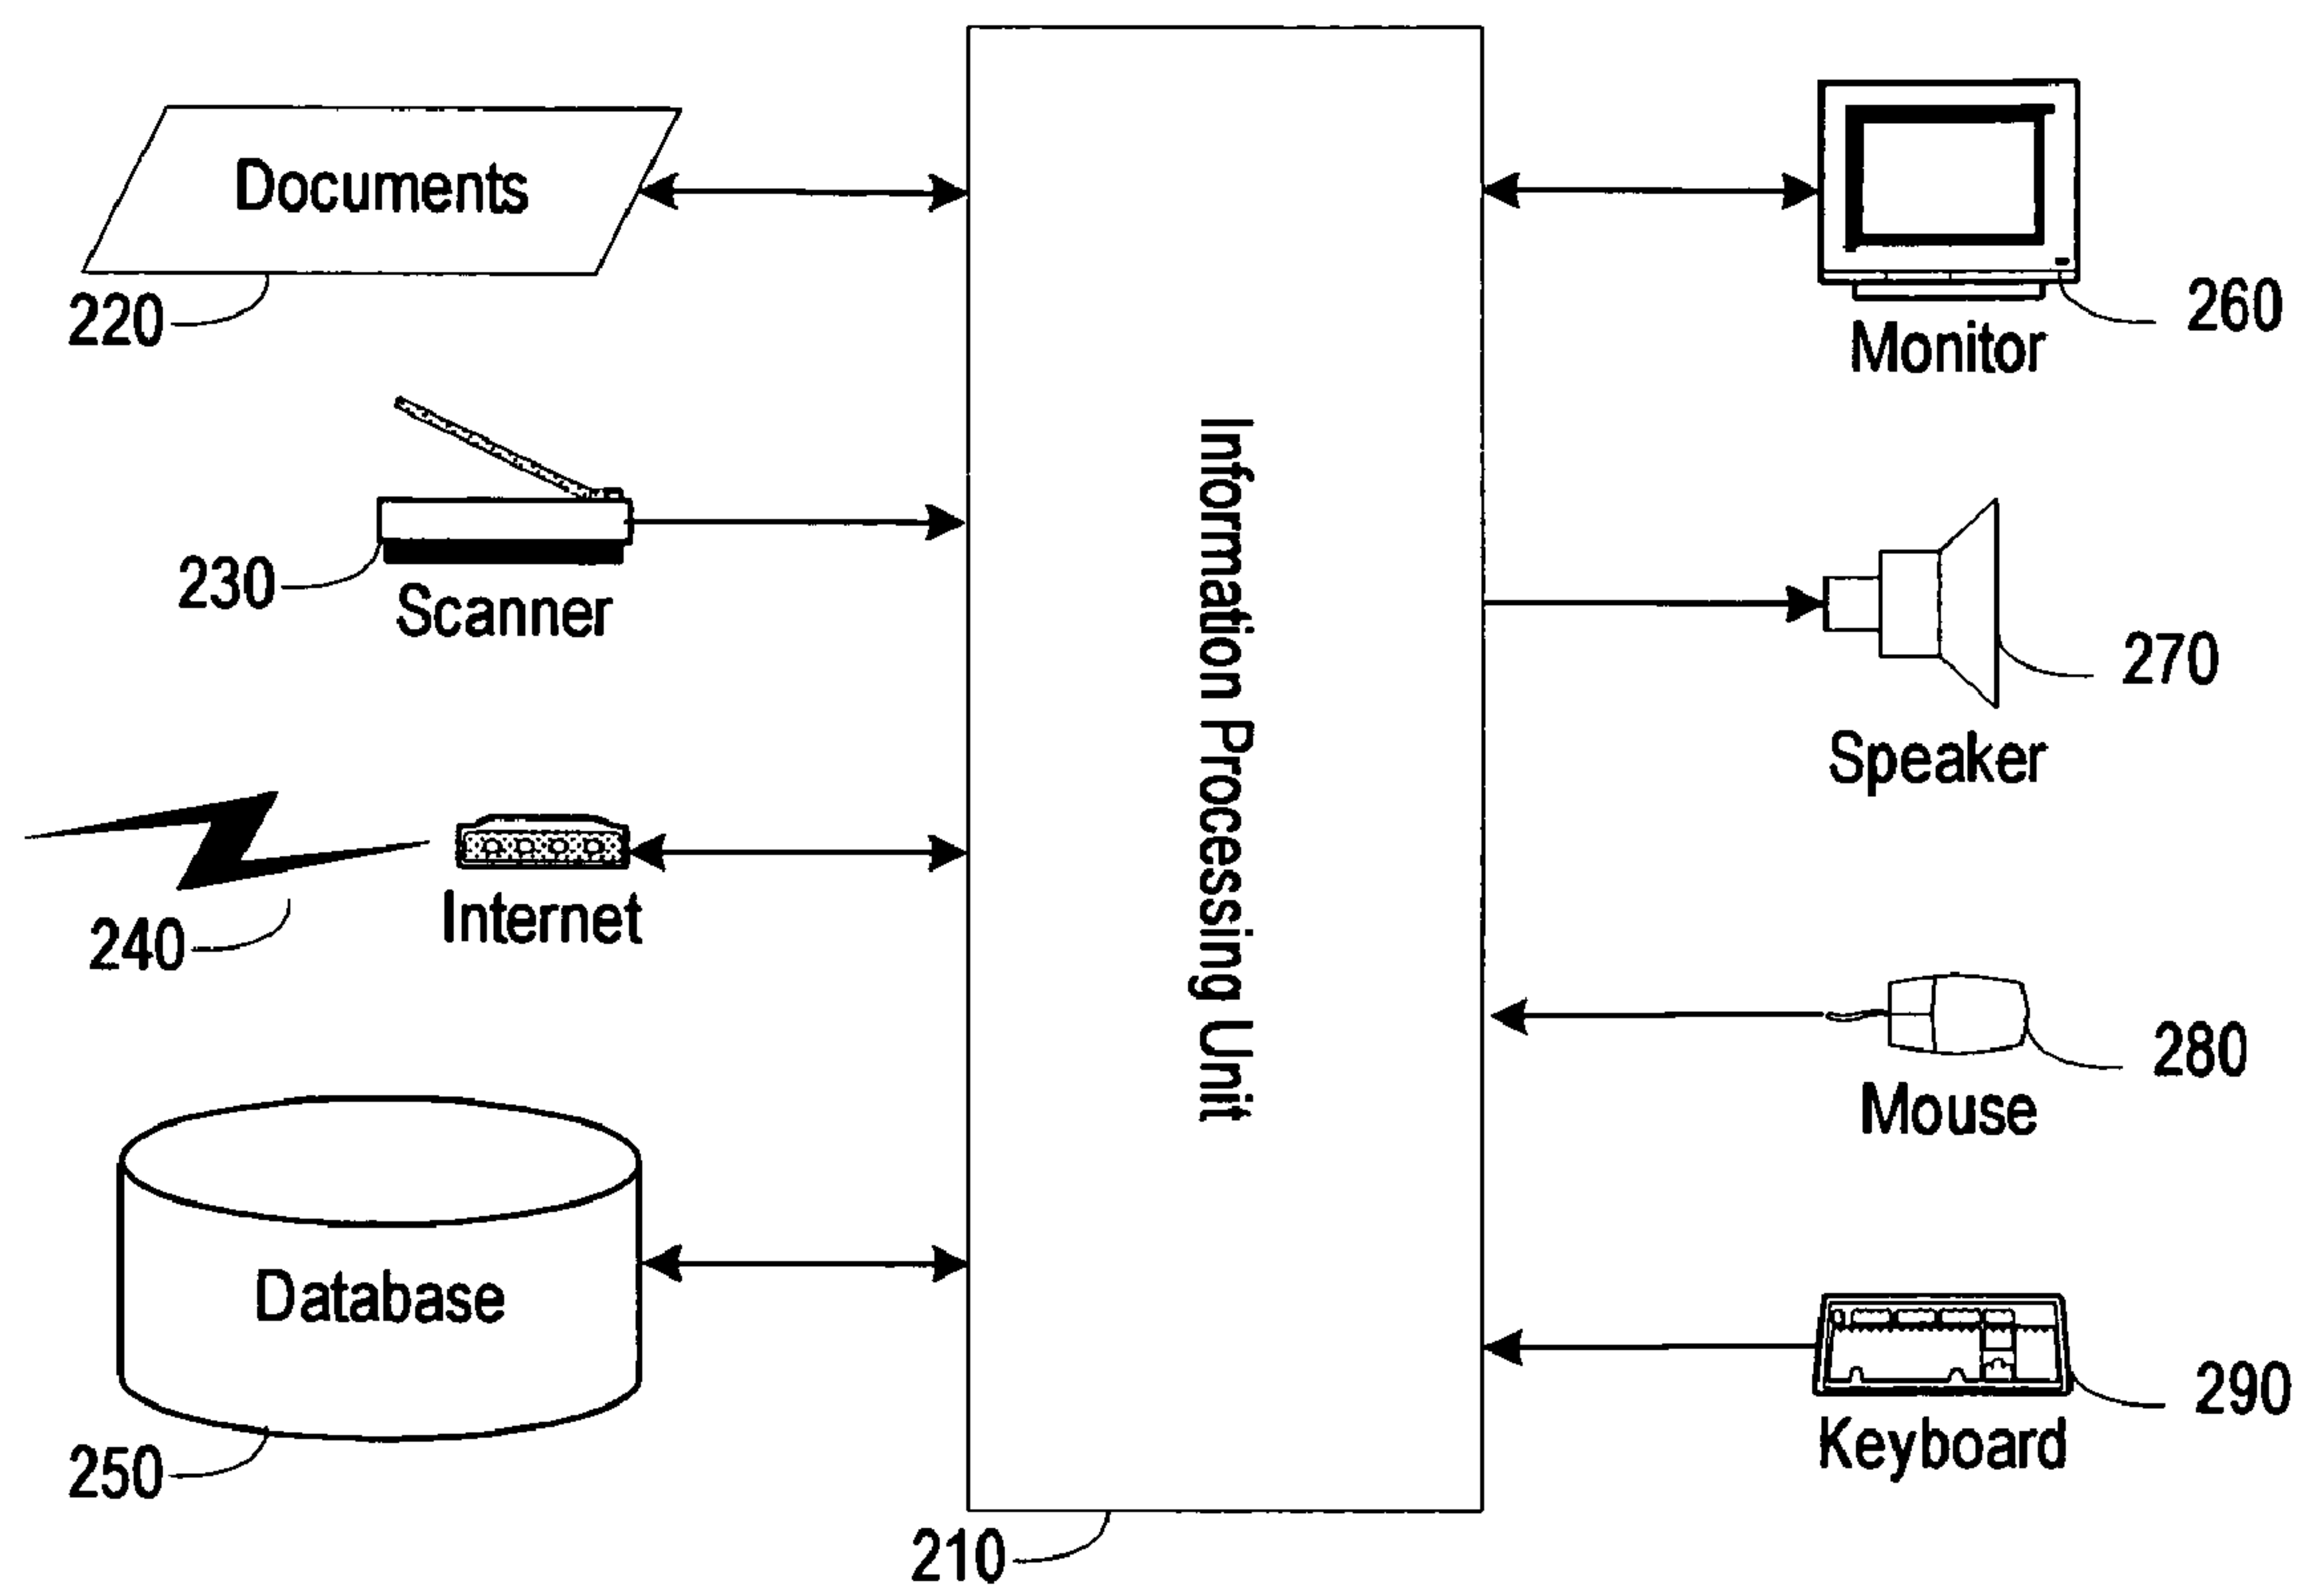 Documents
220
230
Scanner
240
Internet
Database
250
Information Processing Unit
210
260
Monitor
270
Speaker
280
Mouse
290
Keyboard